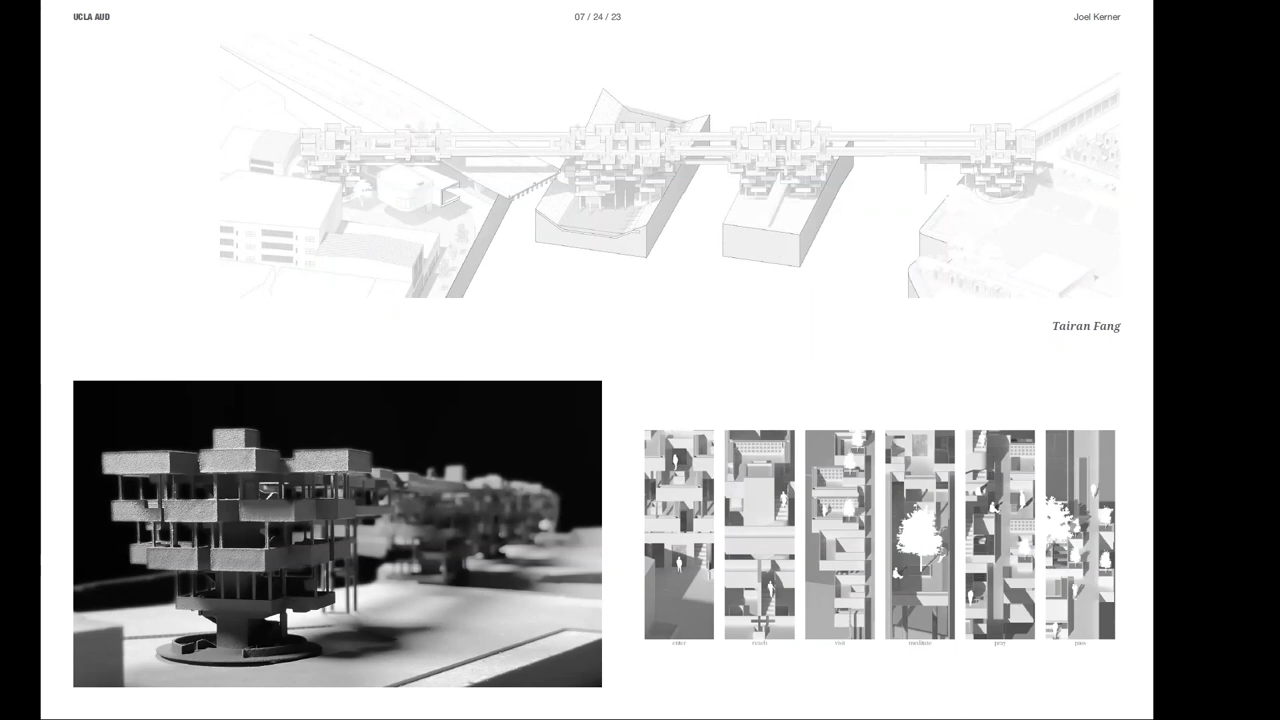 UCLA AUD
07 / 24 / 23
Joel Kerner
Tairan Fang
enter
reach
visit
meditate
pray
pass